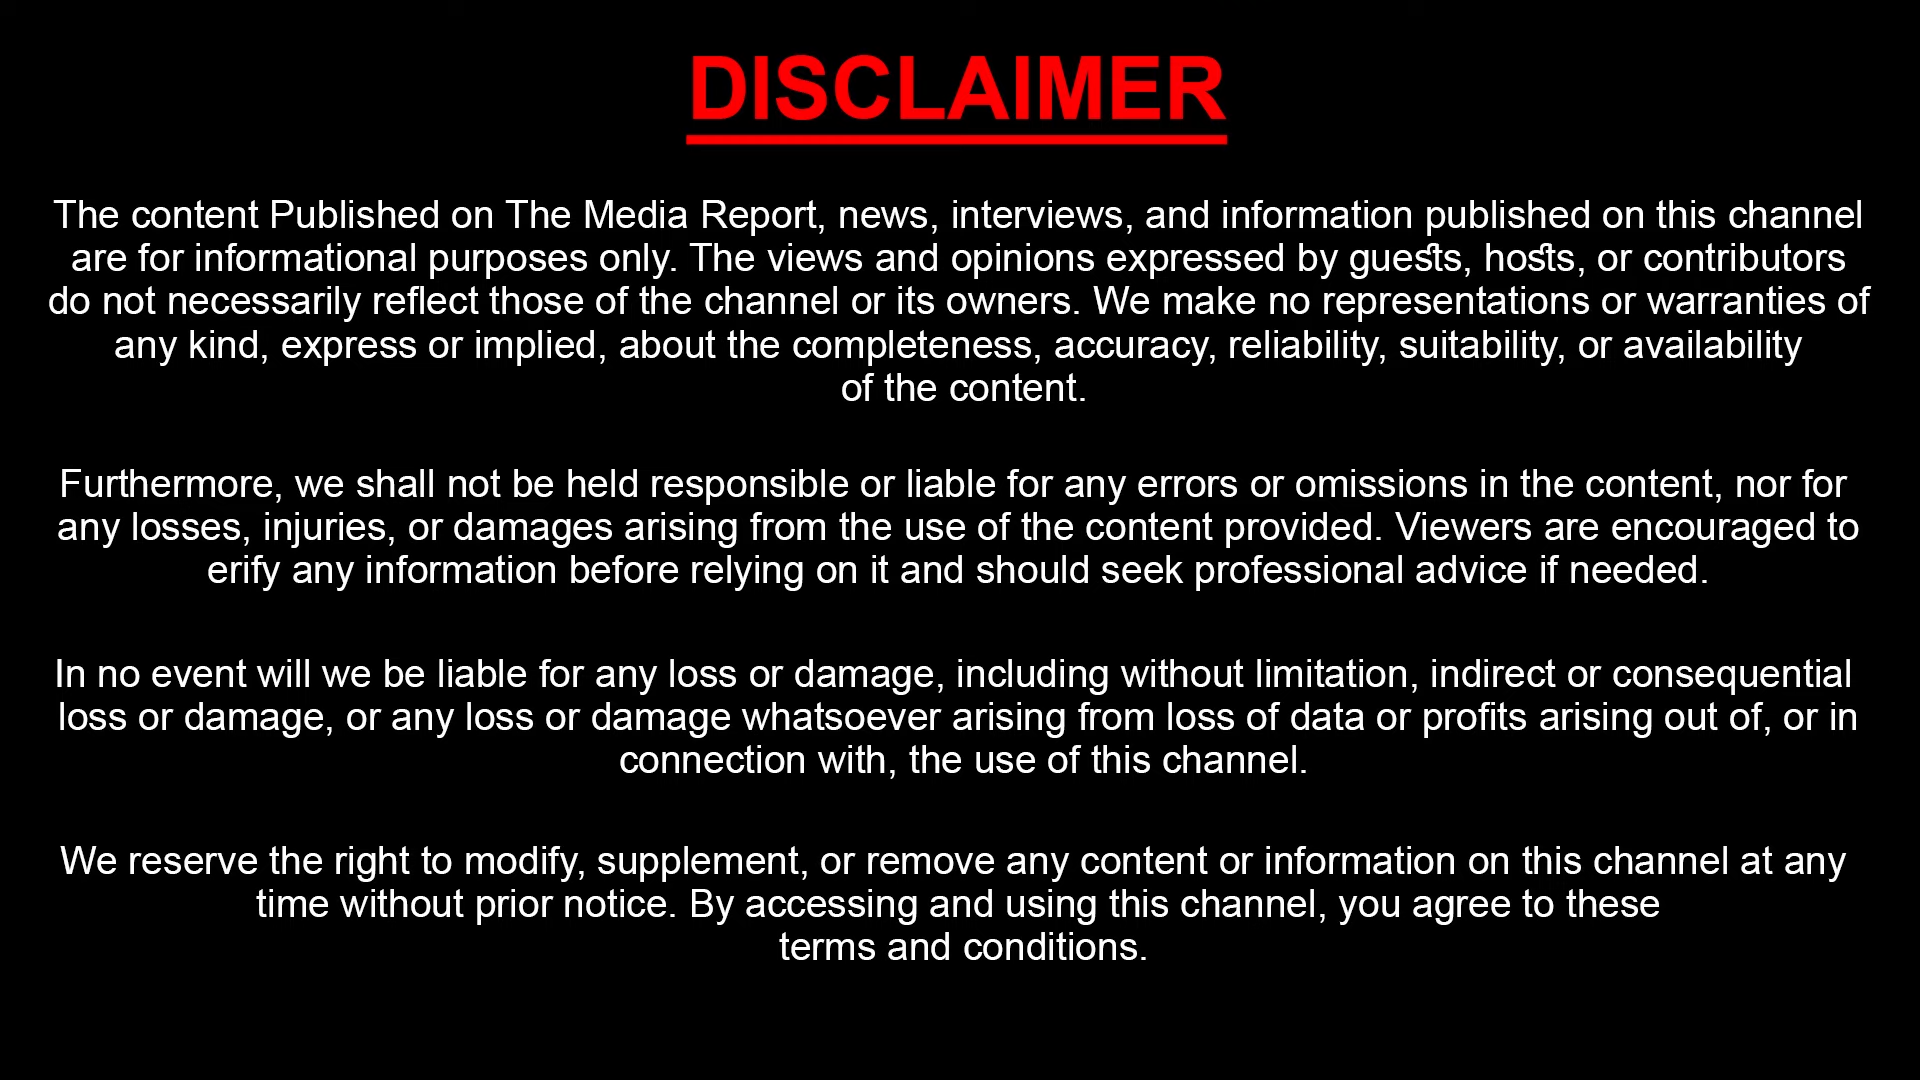 DISCLAIMER
The content Published on The Media Report, news, interviews, and information published on this channel
are for informational purposes only. The views and opinions expressed by guests, hosts, or contributors
do not necessarily reflect those of the channel or its owners. We make no representations or warranties of
any kind, express or implied, about the completeness, accuracy, reliability, suitability, or availability
of the content.
Furthermore, we shall not be held responsible or liable for any errors or omissions in the content, nor for
any losses, injuries, or damages arising from the use of the content provided. Viewers are encouraged to
erify any information before relying on it and should seek professional advice if needed.
In no event will we be liable for any loss or damage, including without limitation, indirect or consequential
loss or damage, or any loss or damage whatsoever arising from loss of data or profits arising out of, or in
connection with, the use of this channel.
We reserve the right to modify, supplement, or remove any content or information on this channel at any
time without prior notice. By accessing and using this channel, you agree to these
terms and conditions.